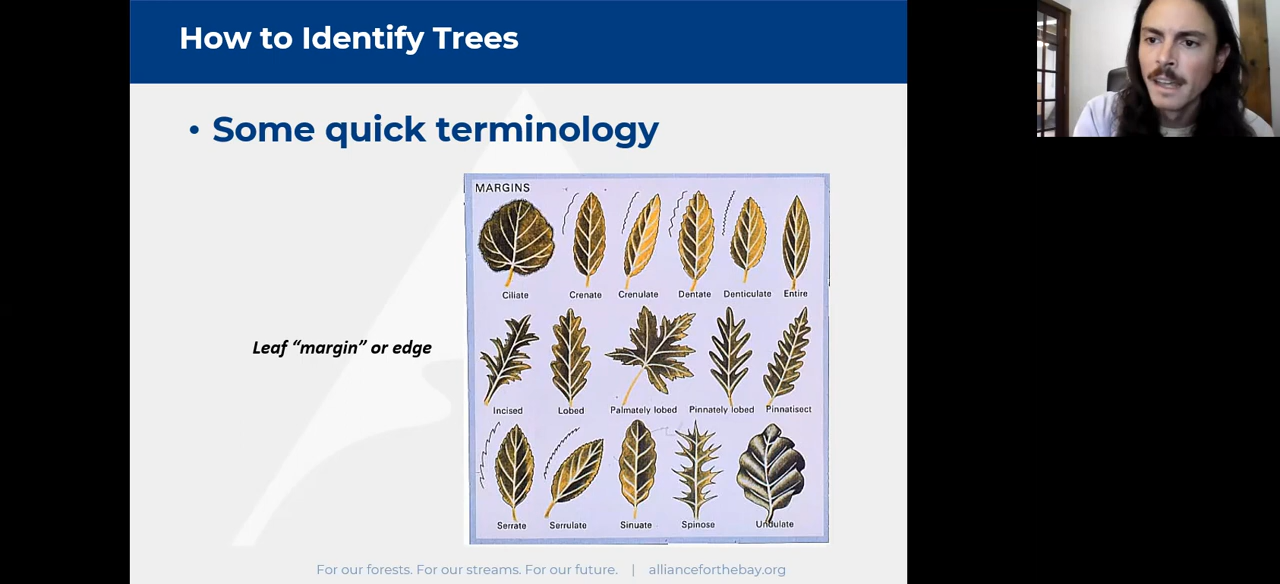 How to Identify Trees
• Some quick terminology
Leaf “margin” or edge
MARGINS
Ciliate Crenate Crenulate Dentate Denticulate Entire
Incised Lobed Palmately lobed Pinnately lobed Pinnatisect
Serrate Serrulate Sinuate Spinose Undulate
For our forests. For our streams. For our future. | allianceforthebay.org